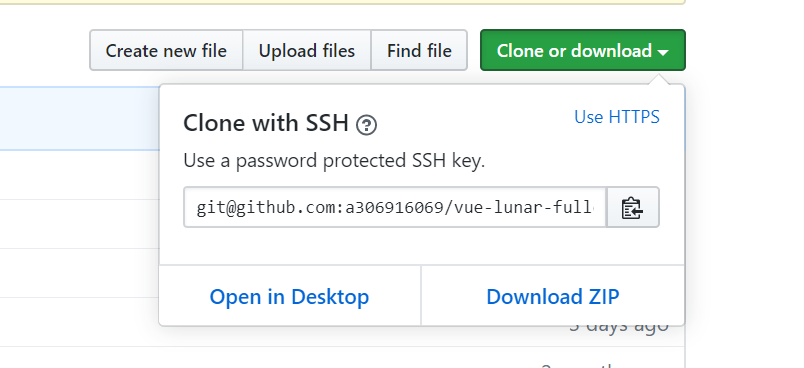 Create new file Upload files Find file Clone or download
Clone with SSH
Use HTTPS
Use a password protected SSH key.
git@github.com:a306916069/vue-lunar-full
Open in Desktop Download ZIP
3 days ago